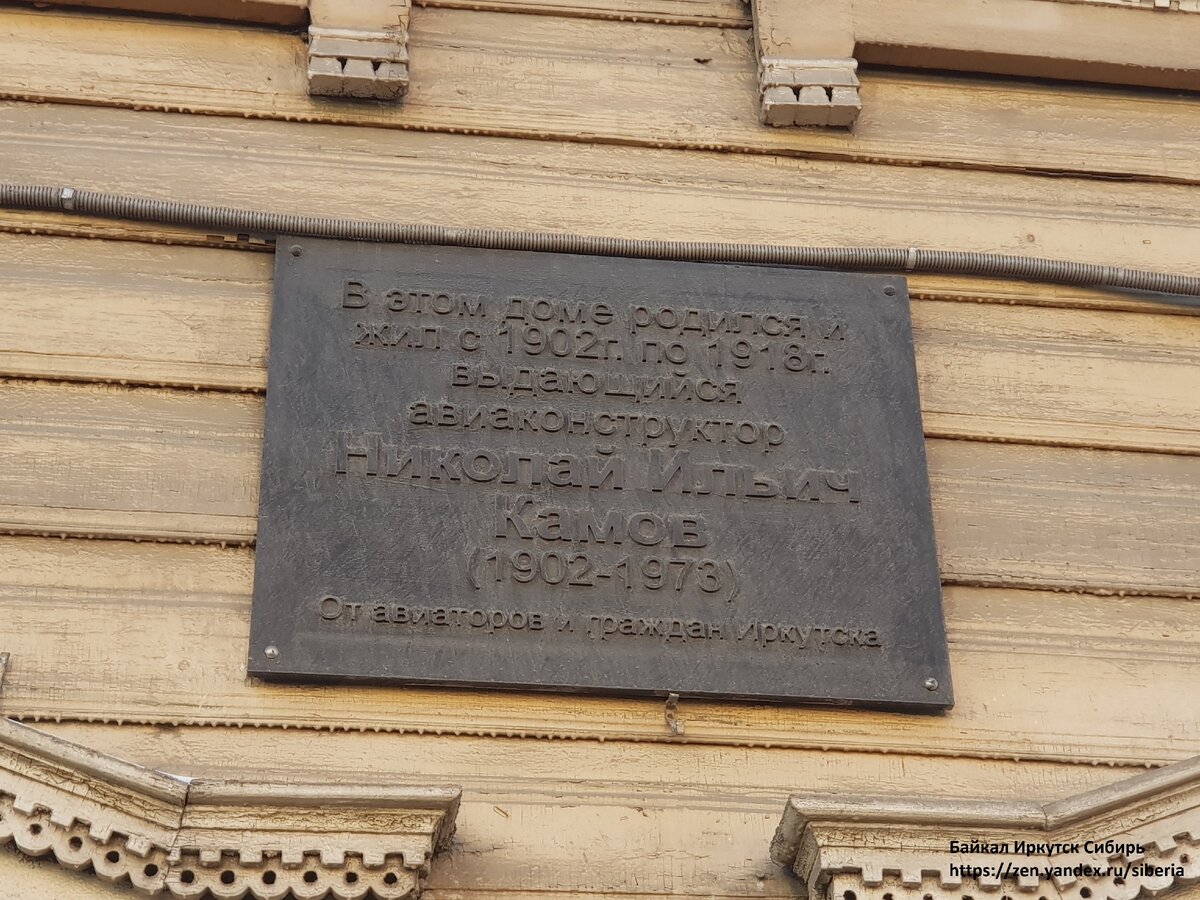 В этом доме родился и
жил с 1902г. по 1918г.
выдающийся
авиаконструктор
Николай Ильич
Камов
(1902-1973)
От авиаторов и граждан Иркутска
Байкал Иркутск Сибирь
https://zen.yandex.ru/siberia